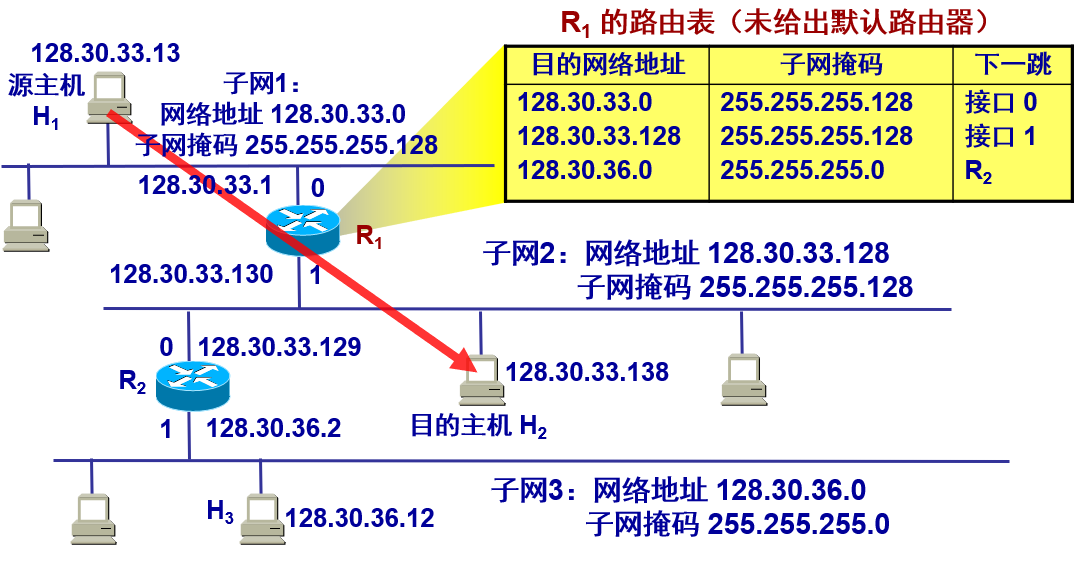 R1 的路由表（未给出默认路由器）
目的网络地址 子网掩码 下一跳
128.30.33.0 255.255.255.128 接口 0
128.30.33.128 255.255.255.128 接口 1
128.30.36.0 255.255.255.0 R2
128.30.33.13
源主机
H1
子网1：
网络地址 128.30.33.0
子网掩码 255.255.255.128
128.30.33.1
0
R1
128.30.33.130
1
子网2：网络地址 128.30.33.128
子网掩码 255.255.255.128
0
128.30.33.129
R2
128.30.33.138
目的主机 H2
1
128.30.36.2
子网3：网络地址 128.30.36.0
子网掩码 255.255.255.0
H3
128.30.36.12